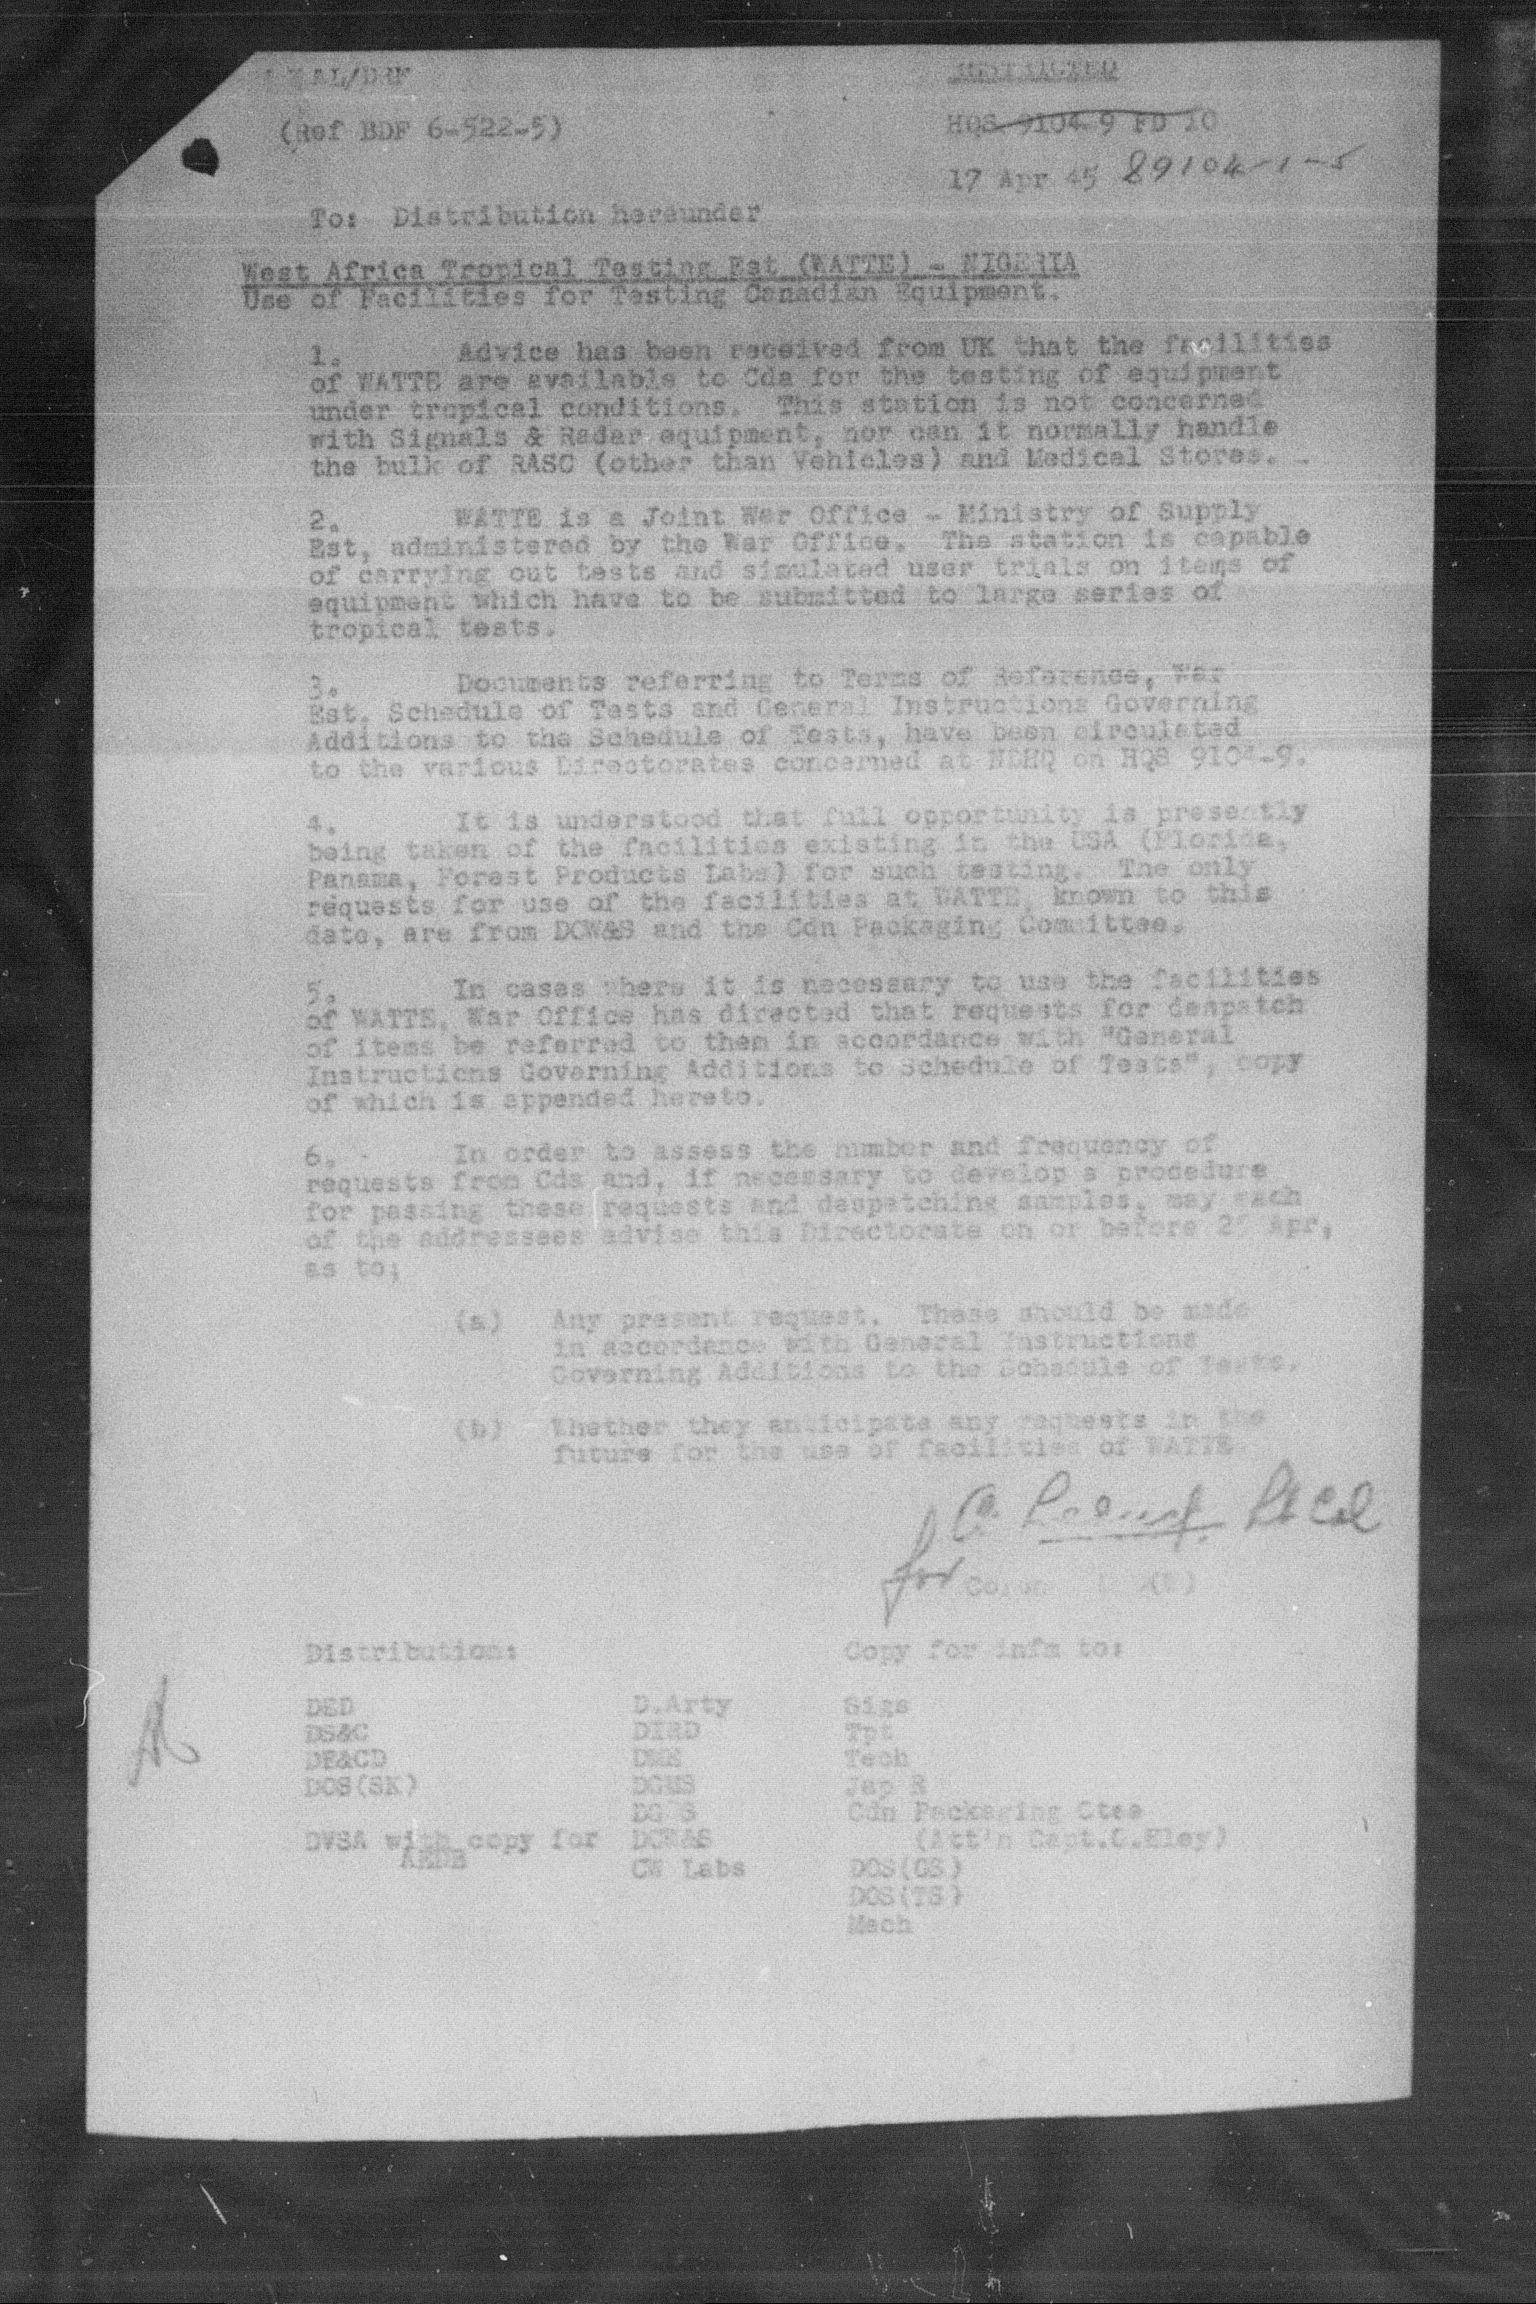 (Ref BDF 6-522-5)
RESTRICTED
HQS 9104-9 FD 10
17 Apr 45 89104-1-5
To: Distribution hereunder
West Africa Tropical Testing Est (WATTE) - NIGERIA
Use of Facilities for Testing Canadian Equipment.
1. Advice has been received from UK that the facilities
of WATTE are available to Cda for the testing of equipment
under tropical conditions. This station is not concerned
with Signals & Radar equipment, nor can it normally handle
the bulk of RASC (other than Vehicles) and Medical Stores.
2. WATTE is a Joint War Office - Ministry of Supply
Est, administered by the War Office. The station is capable
of carrying out tests and simulated user trials on items of
equipment which have to be submitted to large series of
tropical tests.
3. Documents referring to Terms of Reference, War
Est. Schedule of Tests and General Instructions Governing
Additions to the Schedule of Tests, have been circulated
to the various Directorates concerned at NDHQ on HQS 9104-9.
4. It is understood that full opportunity is presently
being taken of the facilities existing in the USA (Florida,
Panama, Forest Products Labs) for such testing. The only
requests for use of the facilities at WATTE, known to this
date, are from DCW&S and the Cdn Packaging Committee.
5. In cases where it is necessary to use the facilities
of WATTE, War Office has directed that requests for despatch
of items be referred to them in accordance with "General
Instructions Governing Additions to Schedule of Tests", copy
of which is appended hereto.
6. In order to assess the number and frequency of
requests from Cda and, if necessary to develop a procedure
for passing these requests and despatching samples, may each
of the addressees advise this Directorate on or before 25 Apr,
as to;
(a) Any present request. These should be made
in accordance with General Instructions
Governing Additions to the Schedule of Tests.
(b) Whether they anticipate any requests in the
future for the use of facilities of WATTE
Lt Col
for
Distribution: Copy for infm to:
DED D.Arty Sigs
DS&C DIRD Tpt
DE&CD DME Tech
DOS(SK) DGMS Jap R
Cdn Packaging Ctee
DVSA with copy for DCW&S (Att'n Capt.C.Eley)
AEDB CW Labs DOS(GS)
DOS(TS)
Mech